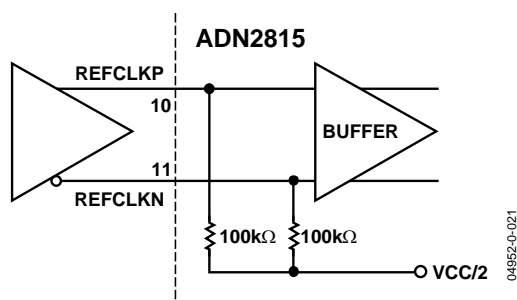 ADN2815
REFCLKP
10
BUFFER
11
REFCLKN
100kΩ
100kΩ
VCC/2
04952-0-021